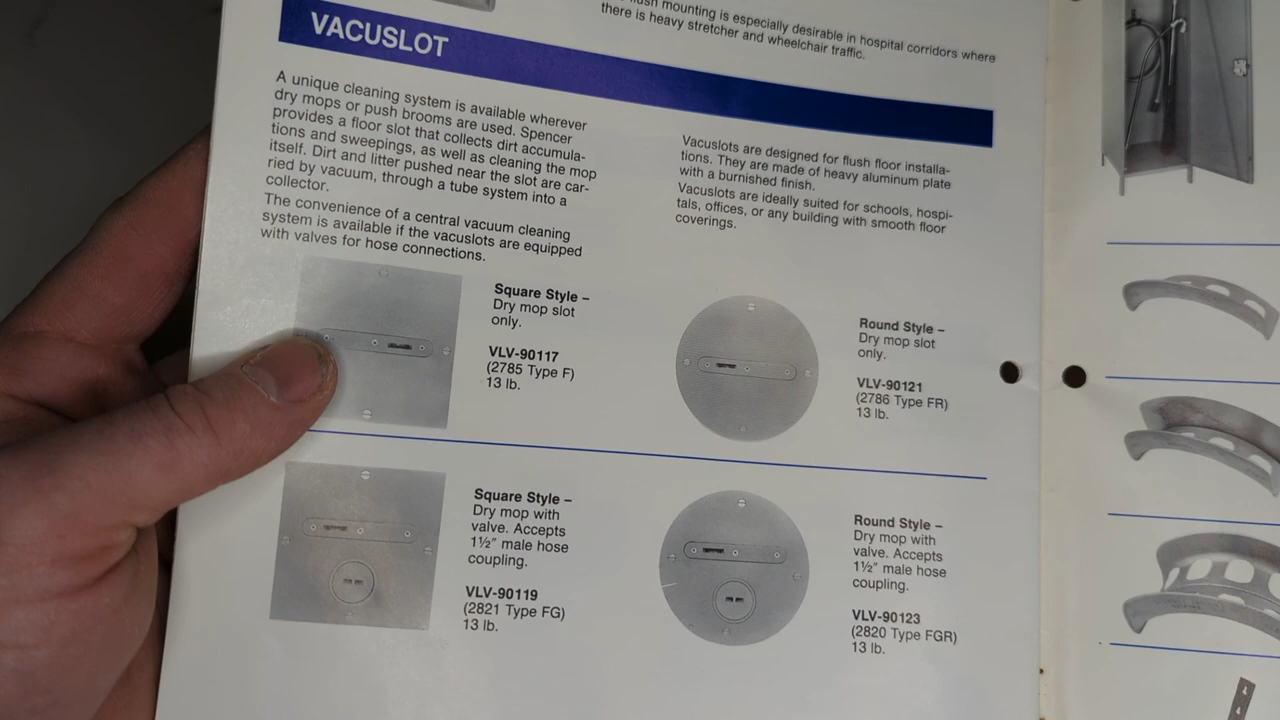 flush mounting is especially desirable in hospital corridors where
there is heavy stretcher and wheelchair traffic.
VACUSLOT
A unique cleaning system is available wherever
dry mops or push brooms are used. Spencer
provides a floor slot that collects dirt accumula-
tions and sweepings, as well as cleaning the mop
itself. Dirt and litter pushed near the slot are car-
ried by vacuum, through a tube system into a
collector.
The convenience of a central vacuum cleaning
system is available if the vacuslots are equipped
with valves for hose connections.
Vacuslots are designed for flush floor installa-
tions. They are made of heavy aluminum plate
with a burnished finish.
Vacuslots are ideally suited for schools, hospi-
tals, offices, or any building with smooth floor
coverings.
Square Style –
Dry mop slot
only.
VLV-90117
(2785 Type F)
13 lb.
Round Style –
Dry mop slot
only.
VLV-90121
(2786 Type FR)
13 lb.
Square Style –
Dry mop with
valve. Accepts
1½″ male hose
coupling.
VLV-90119
(2821 Type FG)
13 lb.
Round Style –
Dry mop with
valve. Accepts
1½″ male hose
coupling.
VLV-90123
(2820 Type FGR)
13 lb.